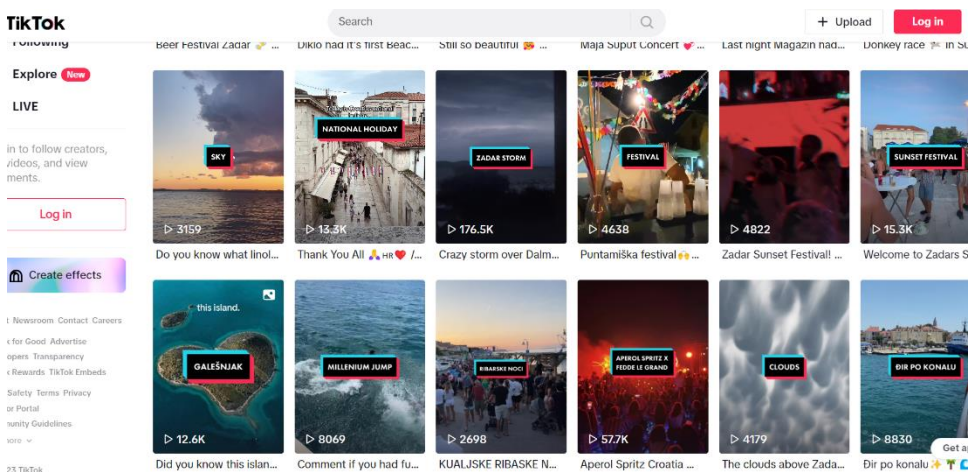 TikTok
Search
Upload
Log in
Following
Explore New
LIVE
in to follow creators,
videos, and view
ments.
Log in
Create effects
Newsroom Contact Careers
for Good Advertise
opers Transparency
Rewards TikTok Embeds
Safety Terms Privacy
or Portal
munity Guidelines
more
23 TikTok
Beer Festival Zadar ...
Diklo had it's first Beac...
Still so beautiful ...
Maja Šuput Concert ...
Last night Magazin had...
Donkey race in Su
SKY
3159
Do you know what linol...
NATIONAL HOLIDAY
13.3K
Thank You All 🙏 HR ❤️ /...
ZADAR STORM
176.5K
Crazy storm over Dalm...
FESTIVAL
4638
Puntamiška festival 🙌 ...
4822
Zadar Sunset Festival! ...
SUNSET FESTIVAL
15.3K
Welcome to Zadars S
this island.
GALEŠNJAK
12.6K
Did you know this islan...
MILLENIUM JUMP
8069
Comment if you had fu...
RIBARSKE NOCI
2698
KUALJSKE RIBASKE N...
APEROL SPRITZ X
FEDDE LE GRAND
57.7K
Aperol Spritz Croatia ...
CLOUDS
4179
The clouds above Zada...
ĐIR PO KONALU
8830
Đir po konalu ✨ 🌴
Get a